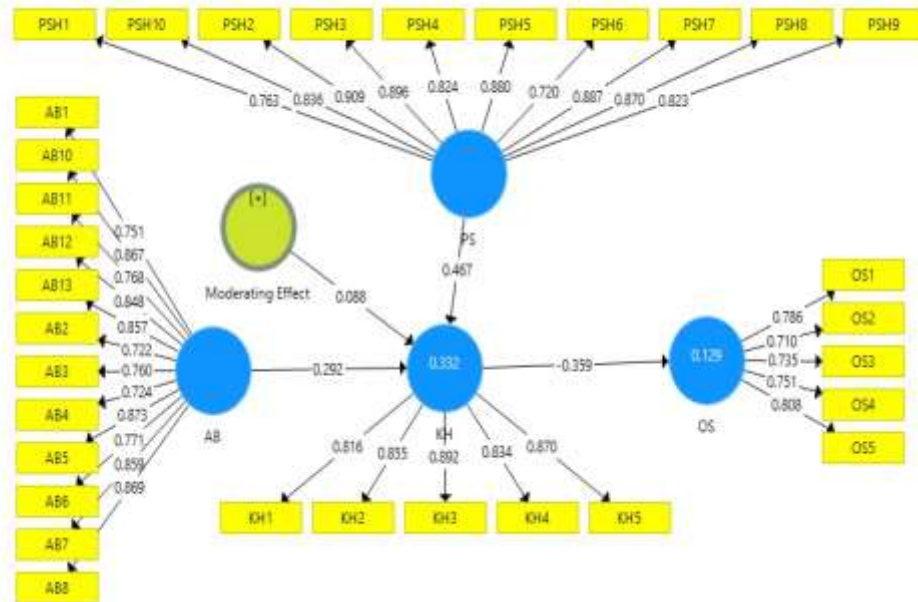 PSH1 PSH10 PSH2 PSH3 PSH4 PSH5 PSH6 PSH7 PSH8 PSH9
0.763 0.836 0.909 0.896 0.824 0.880 0.720 0.887 0.870 0.823
AB1
AB10
AB11
AB12
AB13
AB2
AB3
AB4
AB5
AB6
AB7
AB8
0.751
0.867
0.768
0.848
0.857
0.722
0.760
0.724
0.873
0.771
0.859
0.869
AB
[+]
Moderating Effect
0.088
PS
0.467
0.292
0.332
KH
-0.359
0.129
OS
0.816 0.855 0.892 0.834 0.870
KH1 KH2 KH3 KH4 KH5
0.786
0.710
0.735
0.751
0.808
OS1
OS2
OS3
OS4
OS5